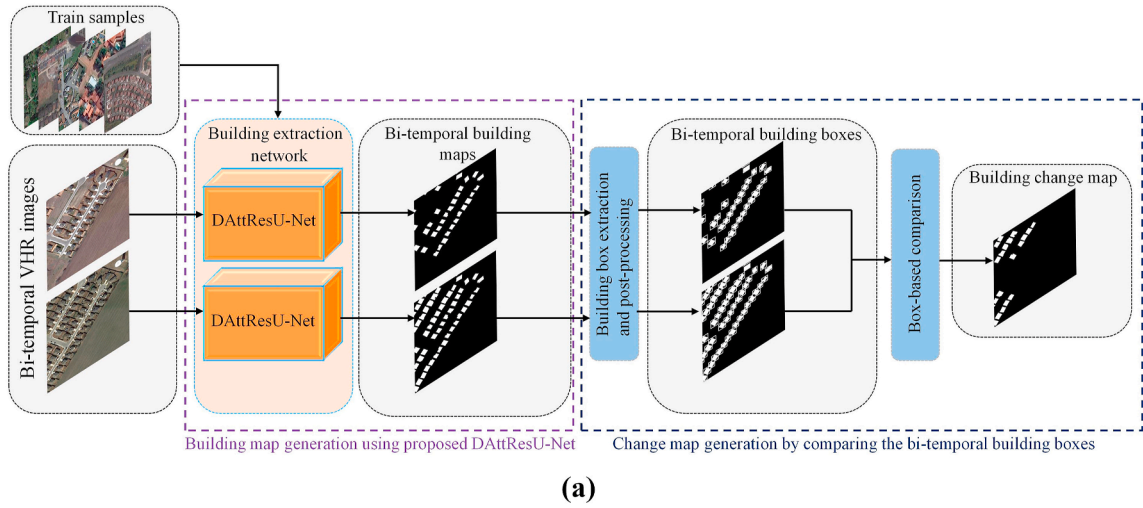 Train samples
Bi-temporal VHR images
Building extraction
network
DAttResU-Net
DAttResU-Net
Bi-temporal building
maps
Building map generation using proposed DAttResU-Net
Building box extraction
and post-processing
Bi-temporal building boxes
Box-based comparison
Building change map
Change map generation by comparing the bi-temporal building boxes
(a)